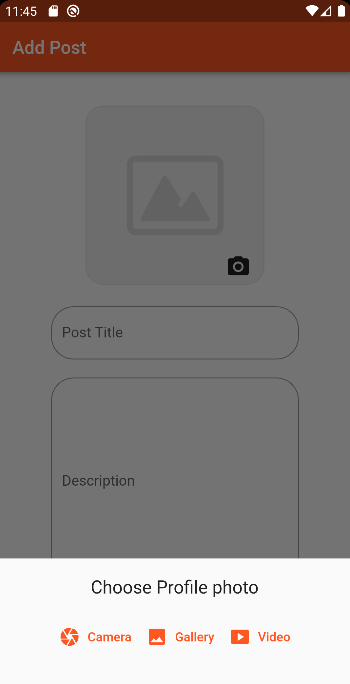 11:45
Add Post
Post Title
Description
Choose Profile photo
Camera Gallery Video